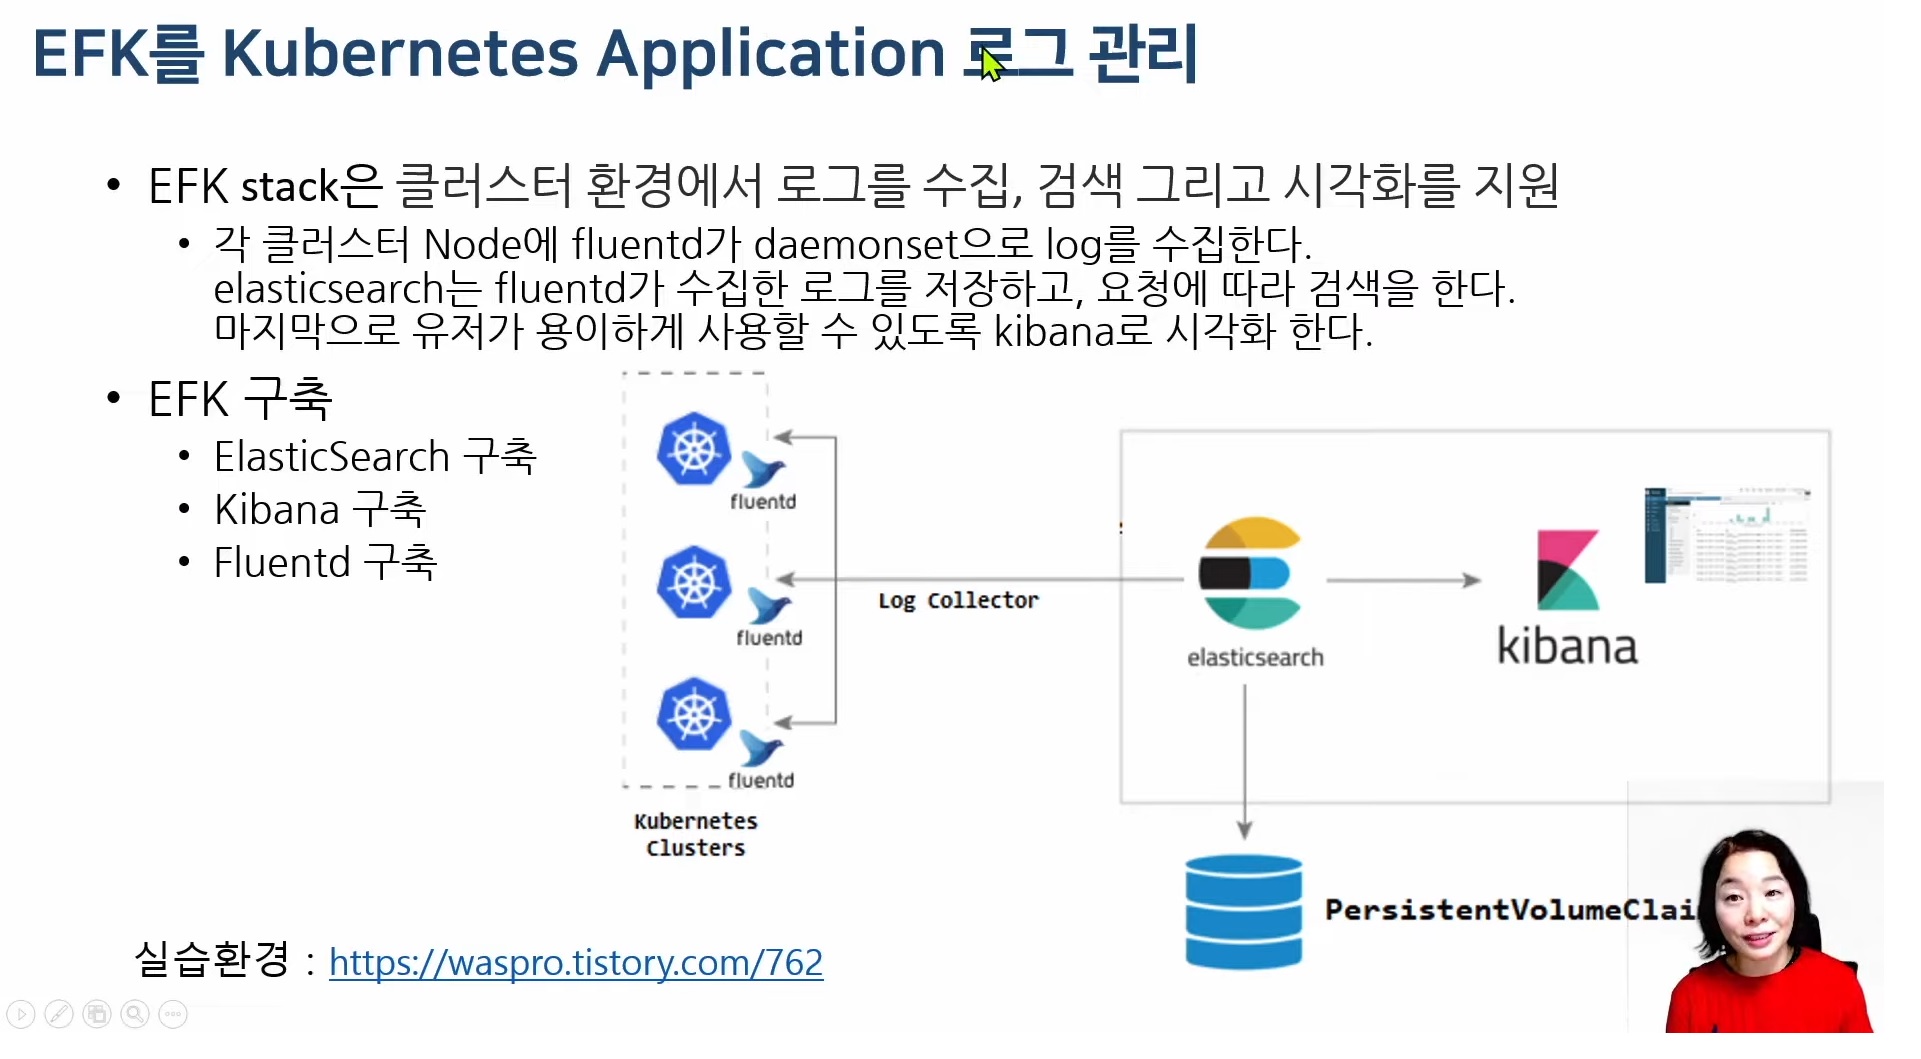 EFK를 Kubernetes Application 로그 관리
• EFK stack은 클러스터 환경에서 로그를 수집, 검색 그리고 시각화를 지원
• 각 클러스터 Node에 fluentd가 daemonset으로 log를 수집한다.
elasticsearch는 fluentd가 수집한 로그를 저장하고, 요청에 따라 검색을 한다.
마지막으로 유저가 용이하게 사용할 수 있도록 kibana로 시각화 한다.
• EFK 구축
• ElasticSearch 구축
• Kibana 구축
• Fluentd 구축
fluentd
fluentd
fluentd
Kubernetes
Clusters
Log Collector
elasticsearch
kibana
PersistentVolumeClai
실습환경 : https://waspro.tistory.com/762